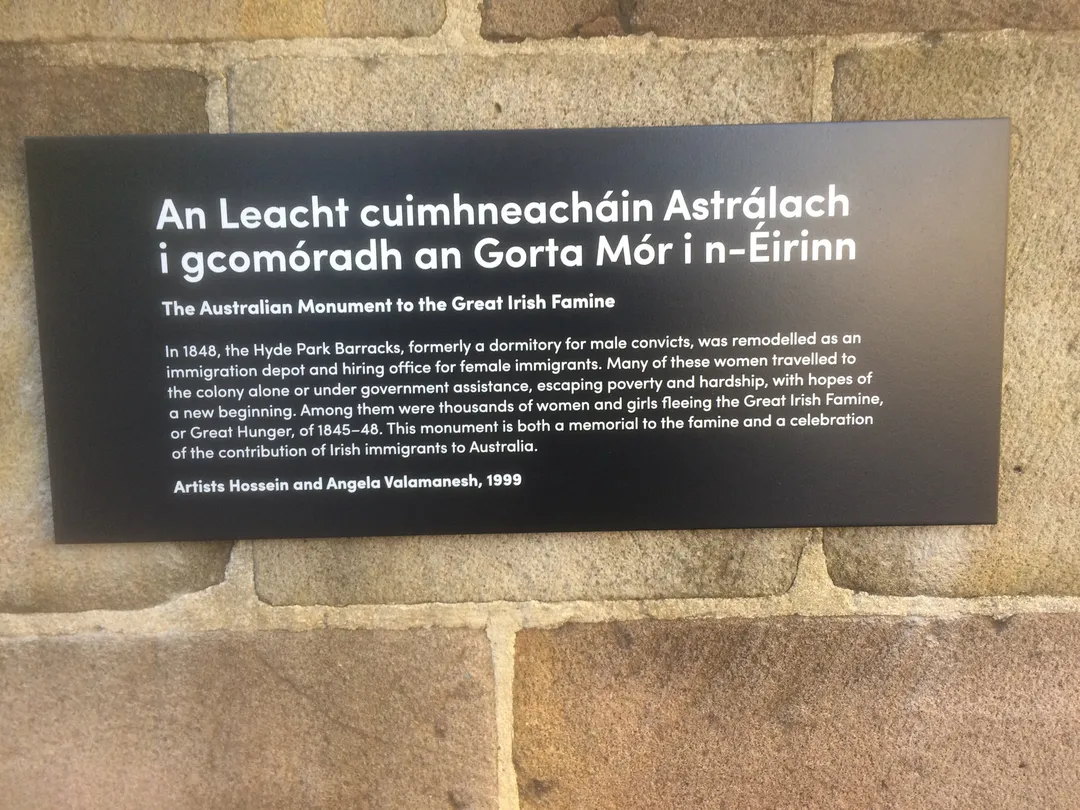 An Leacht cuimhneacháin Astrálach
i gcomóradh an Gorta Mór i n-Éirinn
The Australian Monument to the Great Irish Famine
In 1848, the Hyde Park Barracks, formerly a dormitory for male convicts, was remodelled as an
immigration depot and hiring office for female immigrants. Many of these women travelled to
the colony alone or under government assistance, escaping poverty and hardship, with hopes of
a new beginning. Among them were thousands of women and girls fleeing the Great Irish Famine,
or Great Hunger, of 1845–48. This monument is both a memorial to the famine and a celebration
of the contribution of Irish immigrants to Australia.
Artists Hossein and Angela Valamanesh, 1999